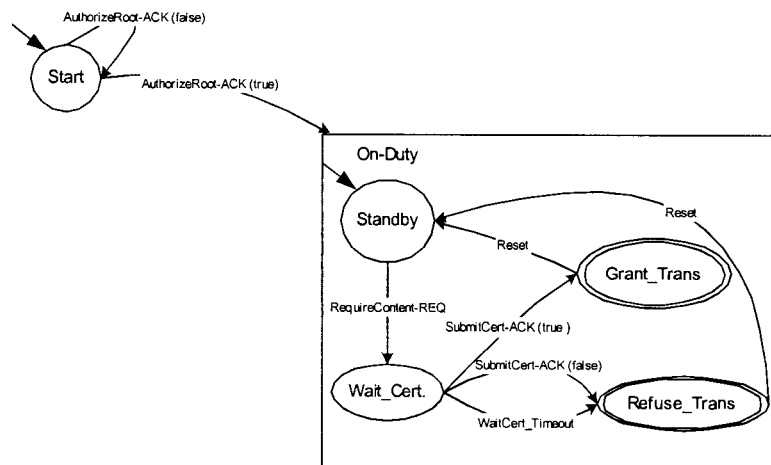 AuthorizeRoot-ACK (false)
Start
AuthorizeRoot-ACK (true)
On-Duty
Standby
Reset
Reset
Grant_Trans
RequireContent-REQ
SubmitCert-ACK (true )
SubmitCert-ACK (false)
Wait_Cert.
Refuse_Trans
WaitCert_Timeout